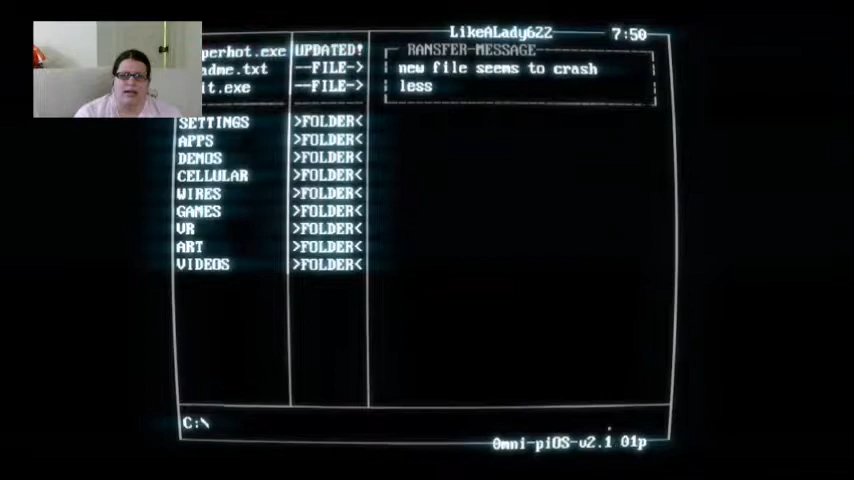 LikeALady622 7:50
perhot.exe UPDATED!
adme.txt —FILE->
it.exe —FILE->
RANSFER-MESSAGE
new file seems to crash
less
SETTINGS >FOLDER<
APPS >FOLDER<
DEMOS >FOLDER<
CELLULAR >FOLDER<
WIRES >FOLDER<
GAMES >FOLDER<
VR >FOLDER<
ART >FOLDER<
VIDEOS >FOLDER<
C:\
Omni-piOS-v2.1 01p